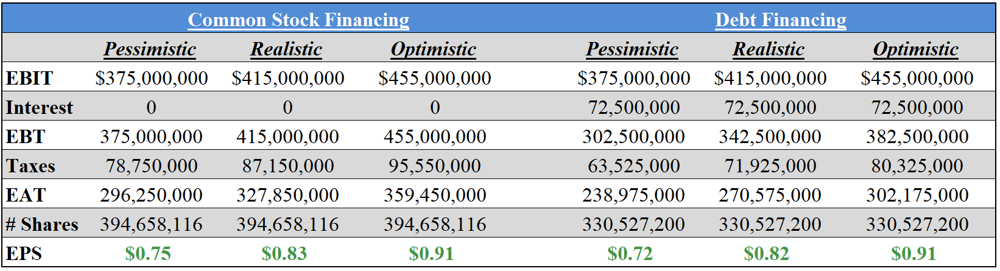 Common Stock Financing Debt Financing
Pessimistic Realistic Optimistic Pessimistic Realistic Optimistic
EBIT $375,000,000 $415,000,000 $455,000,000 $375,000,000 $415,000,000 $455,000,000
Interest 0 0 0 72,500,000 72,500,000 72,500,000
EBT 375,000,000 415,000,000 455,000,000 302,500,000 342,500,000 382,500,000
Taxes 78,750,000 87,150,000 95,550,000 63,525,000 71,925,000 80,325,000
EAT 296,250,000 327,850,000 359,450,000 238,975,000 270,575,000 302,175,000
# Shares 394,658,116 394,658,116 394,658,116 330,527,200 330,527,200 330,527,200
EPS $0.75 $0.83 $0.91 $0.72 $0.82 $0.91